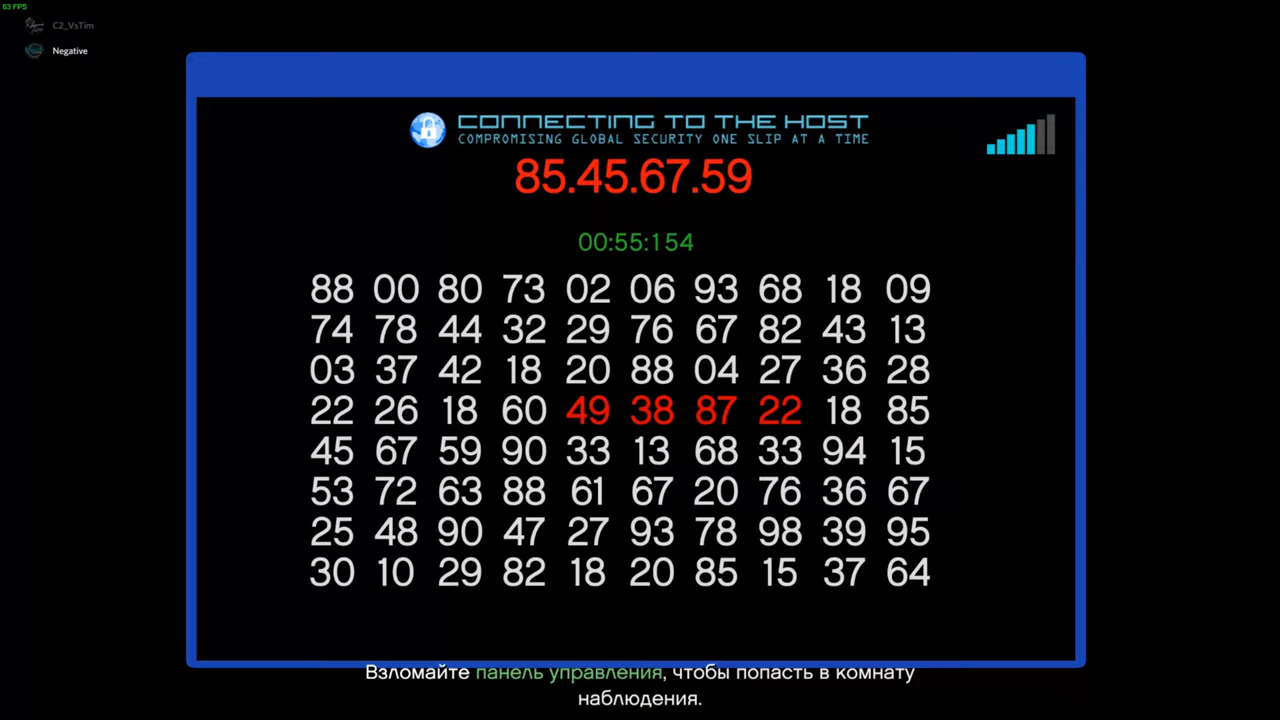 63 FPS
C2_VsTim
Negative
CONNECTING TO THE HOST
COMPROMISING GLOBAL SECURITY ONE SLIP AT A TIME
85.45.67.59
00:55:154
88 00 80 73 02 06 93 68 18 09
74 78 44 32 29 76 67 82 43 13
03 37 42 18 20 88 04 27 36 28
22 26 18 60 49 38 87 22 18 85
45 67 59 90 33 13 68 33 94 15
53 72 63 88 61 67 20 76 36 67
25 48 90 47 27 93 78 98 39 95
30 10 29 82 18 20 85 15 37 64
Взломайте панель управления, чтобы попасть в комнату
наблюдения.